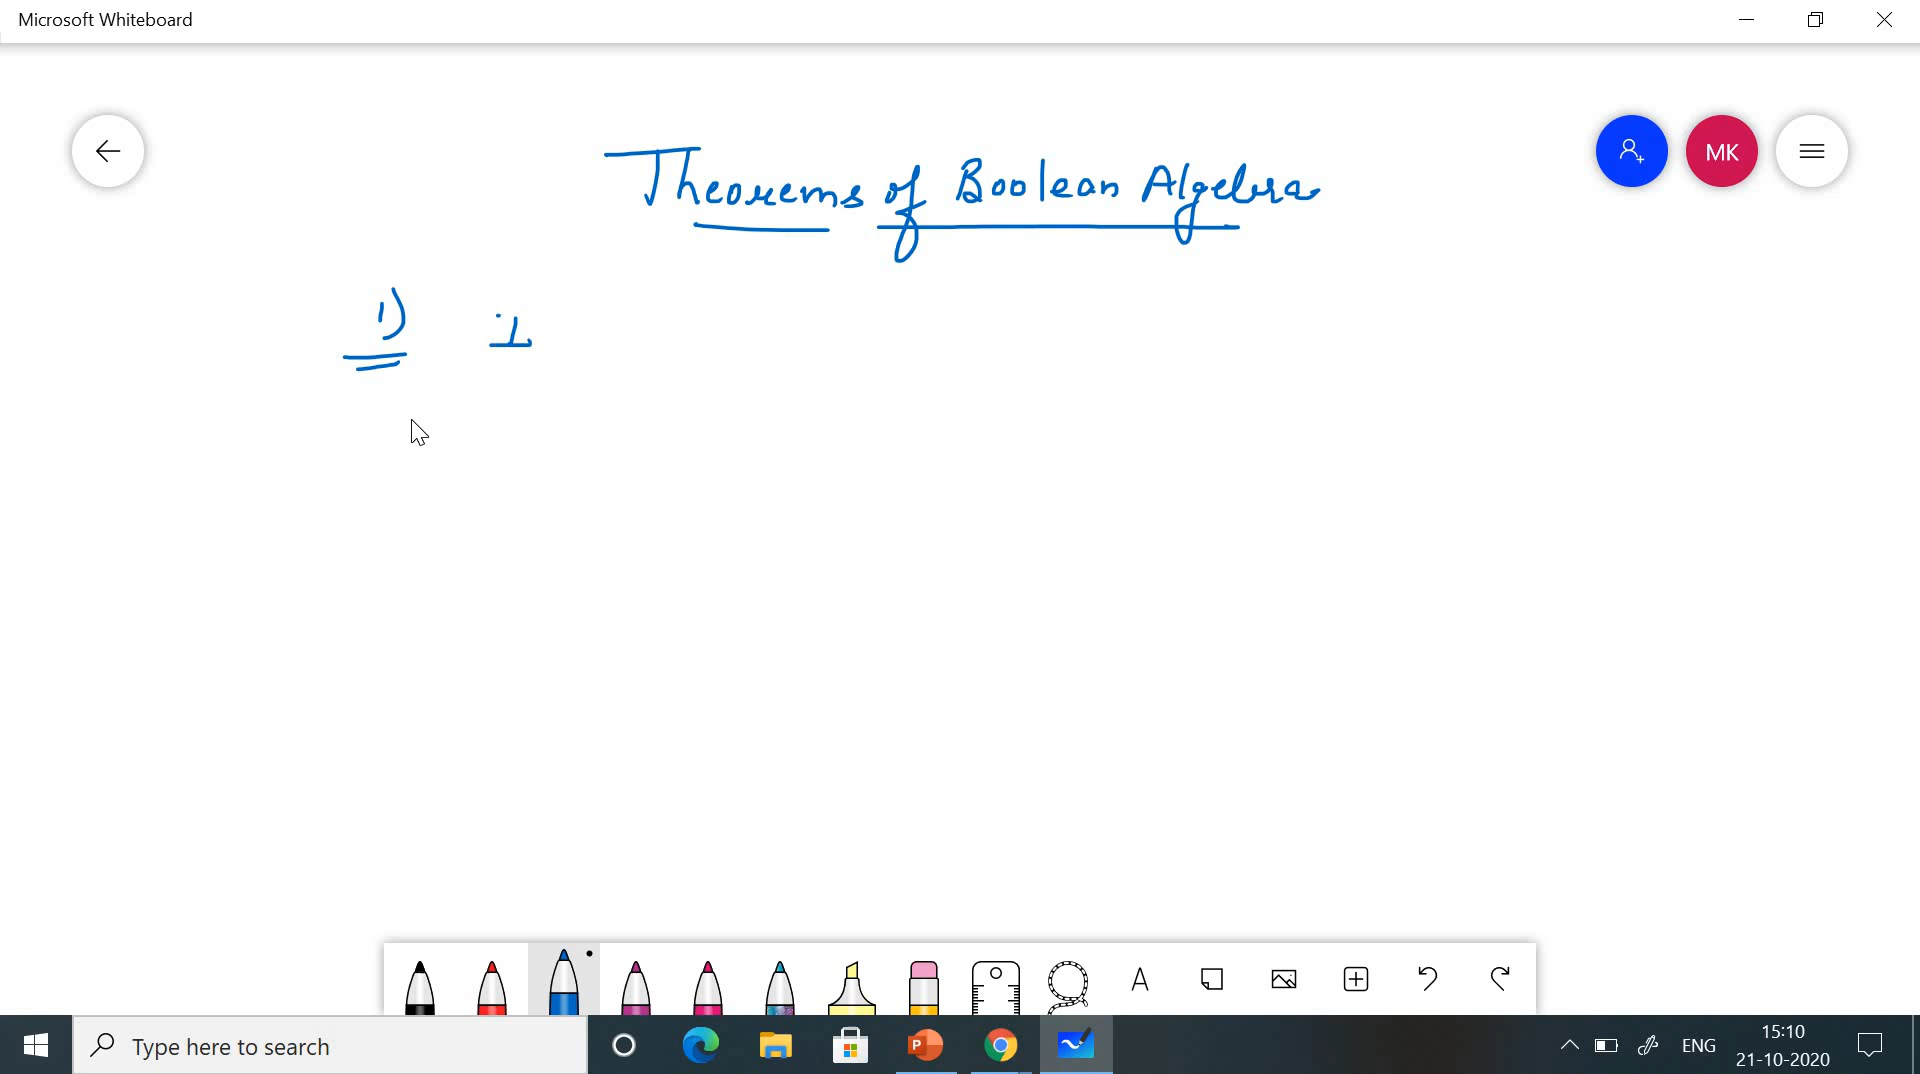 Microsoft Whiteboard
MK
Theorems of Boolean Algebra
1)
A
P
Type here to search
ENG
15:10
21-10-2020